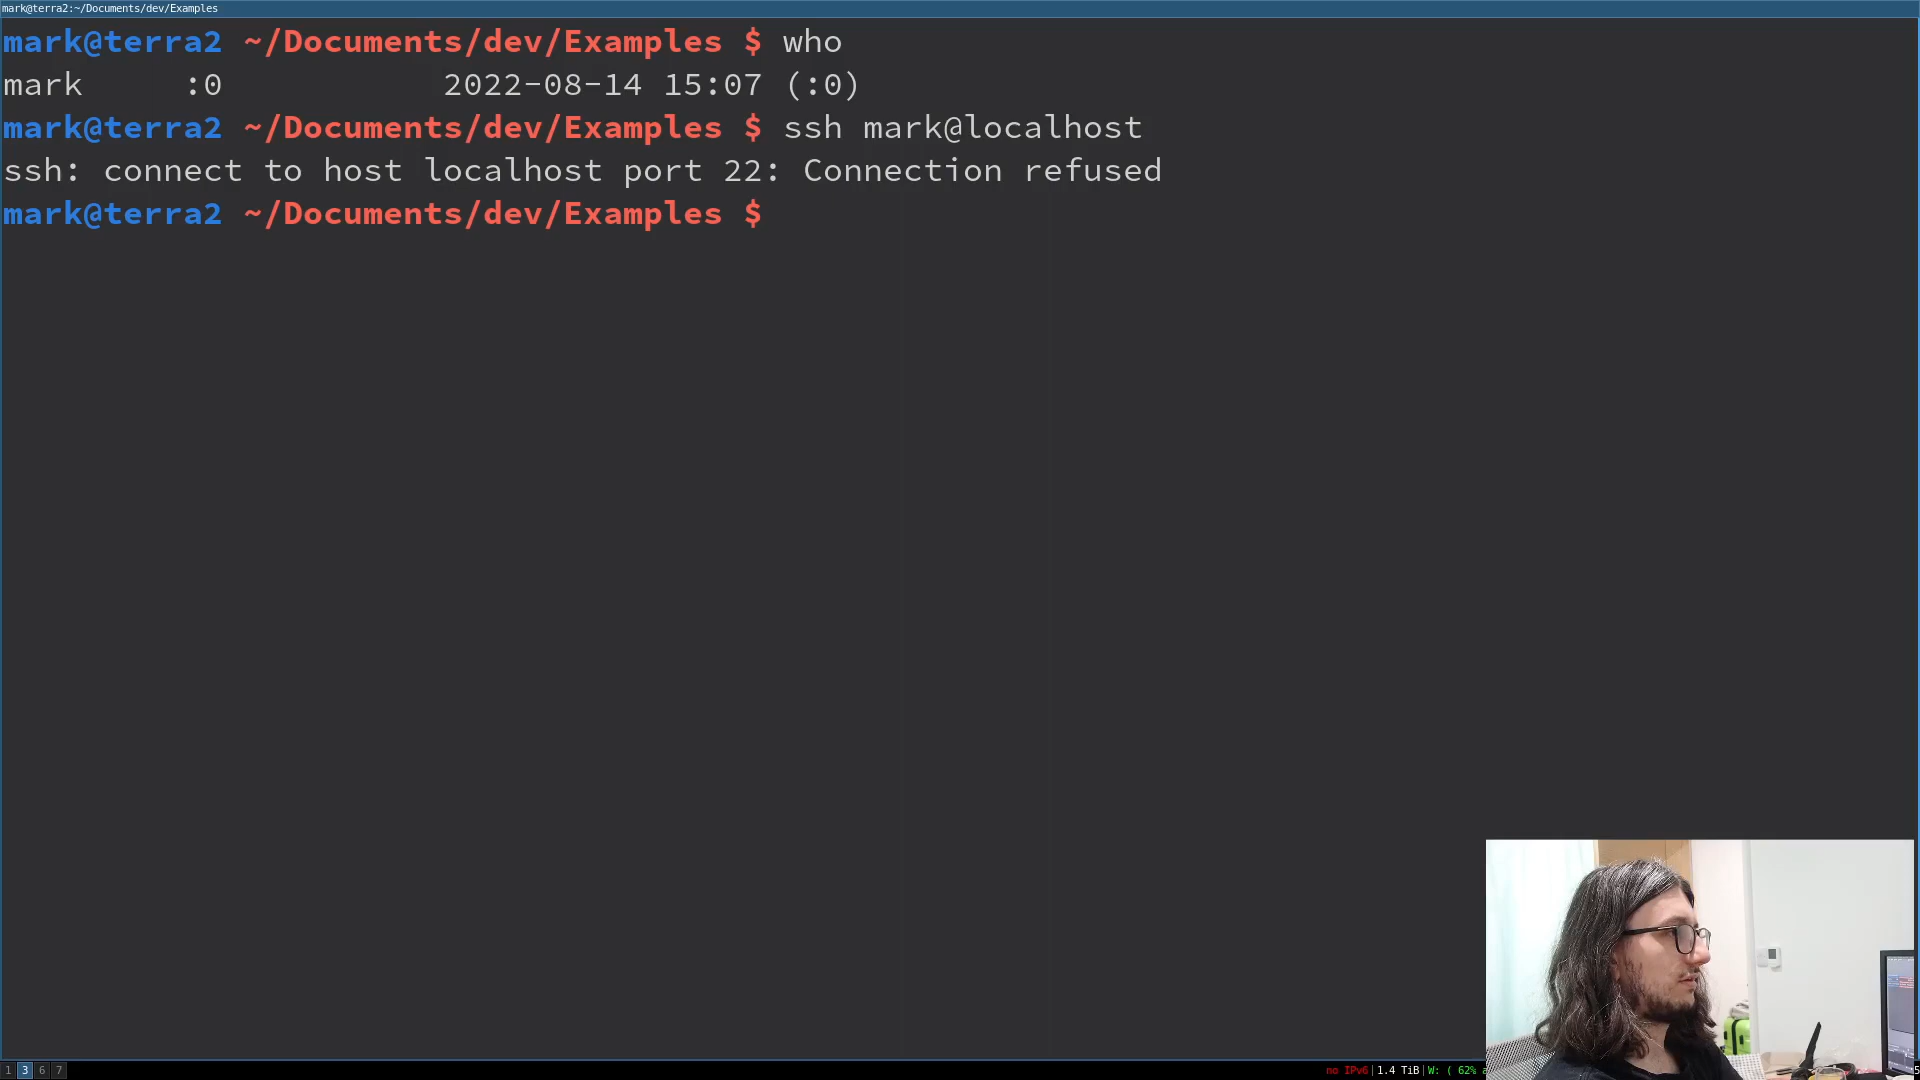 mark@terra2:~/Documents/dev/Examples
mark@terra2 ~/Documents/dev/Examples $ who
mark     :0           2022-08-14 15:07 (:0)
mark@terra2 ~/Documents/dev/Examples $ ssh mark@localhost
ssh: connect to host localhost port 22: Connection refused
mark@terra2 ~/Documents/dev/Examples $
1 3 6 7 no IPv6|1.4 TiB|W: ( 62% a